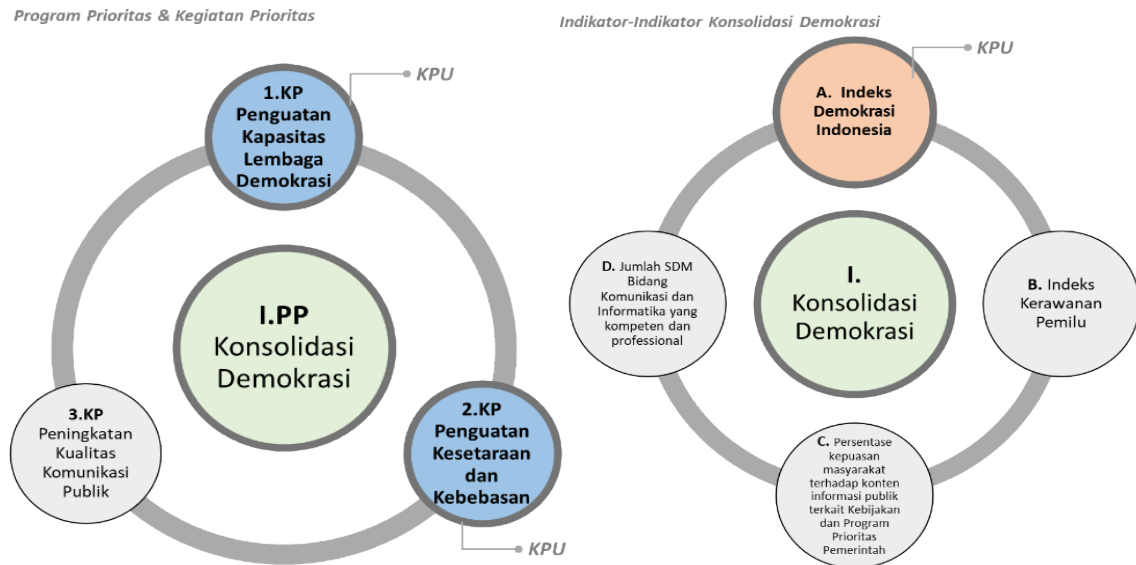 Program Prioritas & Kegiatan Prioritas
KPU
1.KP
Penguatan
Kapasitas
Lembaga
Demokrasi
I.PP
Konsolidasi
Demokrasi
3.KP
Peningkatan
Kualitas
Komunikasi
Publik
2.KP
Penguatan
Kesetaraan
dan
Kebebasan
KPU
Indikator-Indikator Konsolidasi Demokrasi
KPU
A. Indeks
Demokrasi
Indonesia
D. Jumlah SDM
Bidang
Komunikasi dan
Informatika yang
kompeten dan
professional
I.
Konsolidasi
Demokrasi
B. Indeks
Kerawanan
Pemilu
C. Persentase
kepuasan
masyarakat
terhadap konten
informasi publik
terkait Kebijakan
dan Program
Prioritas
Pemerintah